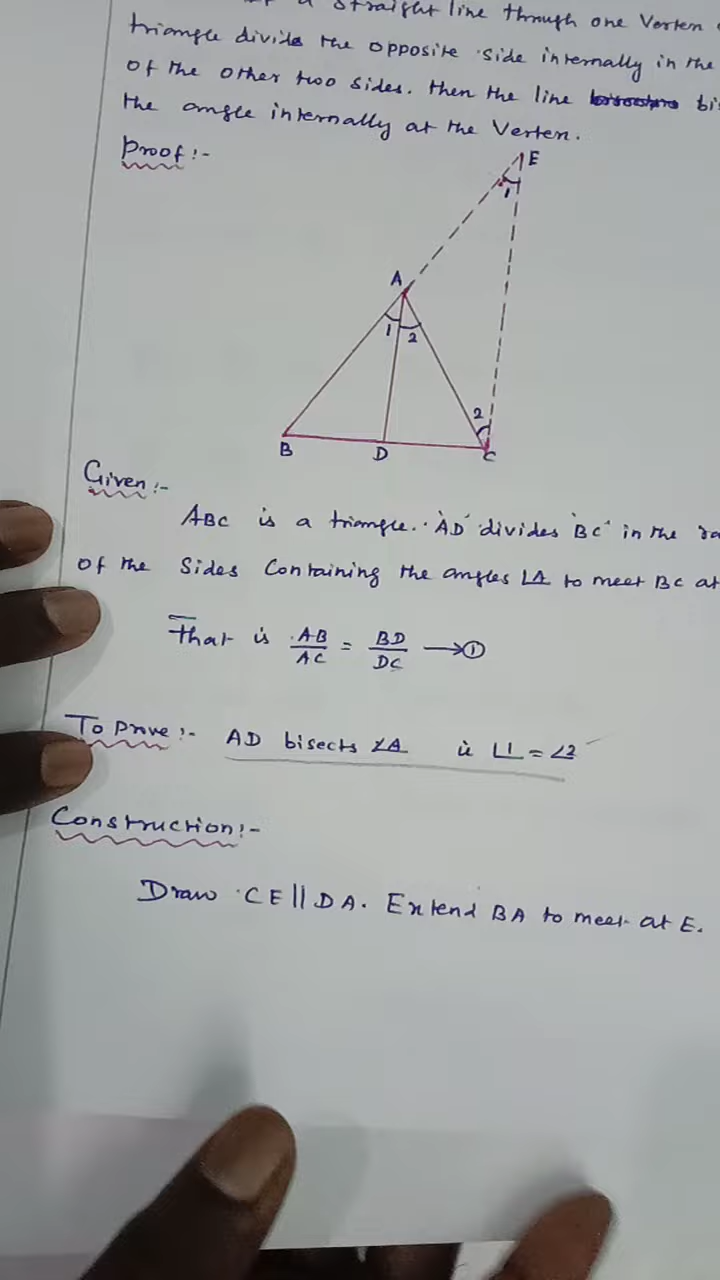 a straight line through one Verten
triangle divide the opposite side internally in the
of the other two sides. then the line
the angle internally at the Verten.
Proof :-
E
1
A
1 2
2
B D C
Given :-
ABC is a triangle. AD divides BC in the
of the Sides Containing the angles ∠A to meet BC at
That is AB/AC = BD/DC → ①
To Prove :- AD bisects ∠A ie ∠1 = ∠2
Construction :-
Draw CE || DA. Extend BA to meet at E.